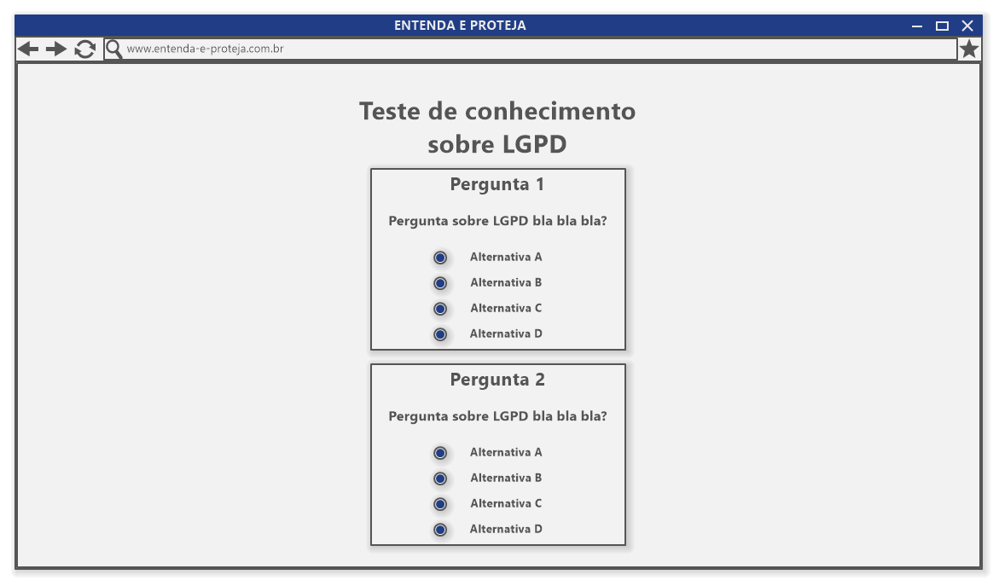 ENTENDA E PROTEJA
www.entenda-e-proteja.com.br
Teste de conhecimento
sobre LGPD
Pergunta 1
Pergunta sobre LGPD bla bla bla?
Alternativa A
Alternativa B
Alternativa C
Alternativa D
Pergunta 2
Pergunta sobre LGPD bla bla bla?
Alternativa A
Alternativa B
Alternativa C
Alternativa D